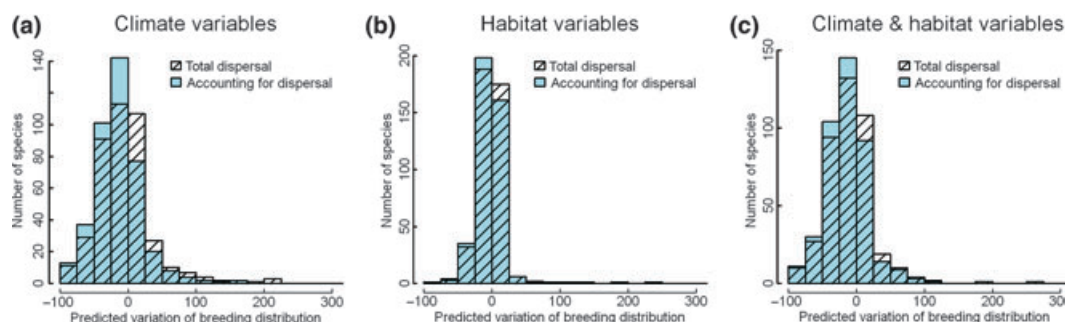 (a) Climate variables
Total dispersal
Accounting for dispersal
Number of species
0 20 40 60 80 100 140
−100 0 100 200 300
Predicted variation of breeding distribution
(b) Habitat variables
Total dispersal
Accounting for dispersal
Number of species
0 50 100 150 200
−100 0 100 200 300
Predicted variation of breeding distribution
(c) Climate & habitat variables
Total dispersal
Accounting for dispersal
Number of species
0 50 100 150
−100 0 100 200 300
Predicted variation of breeding distribution